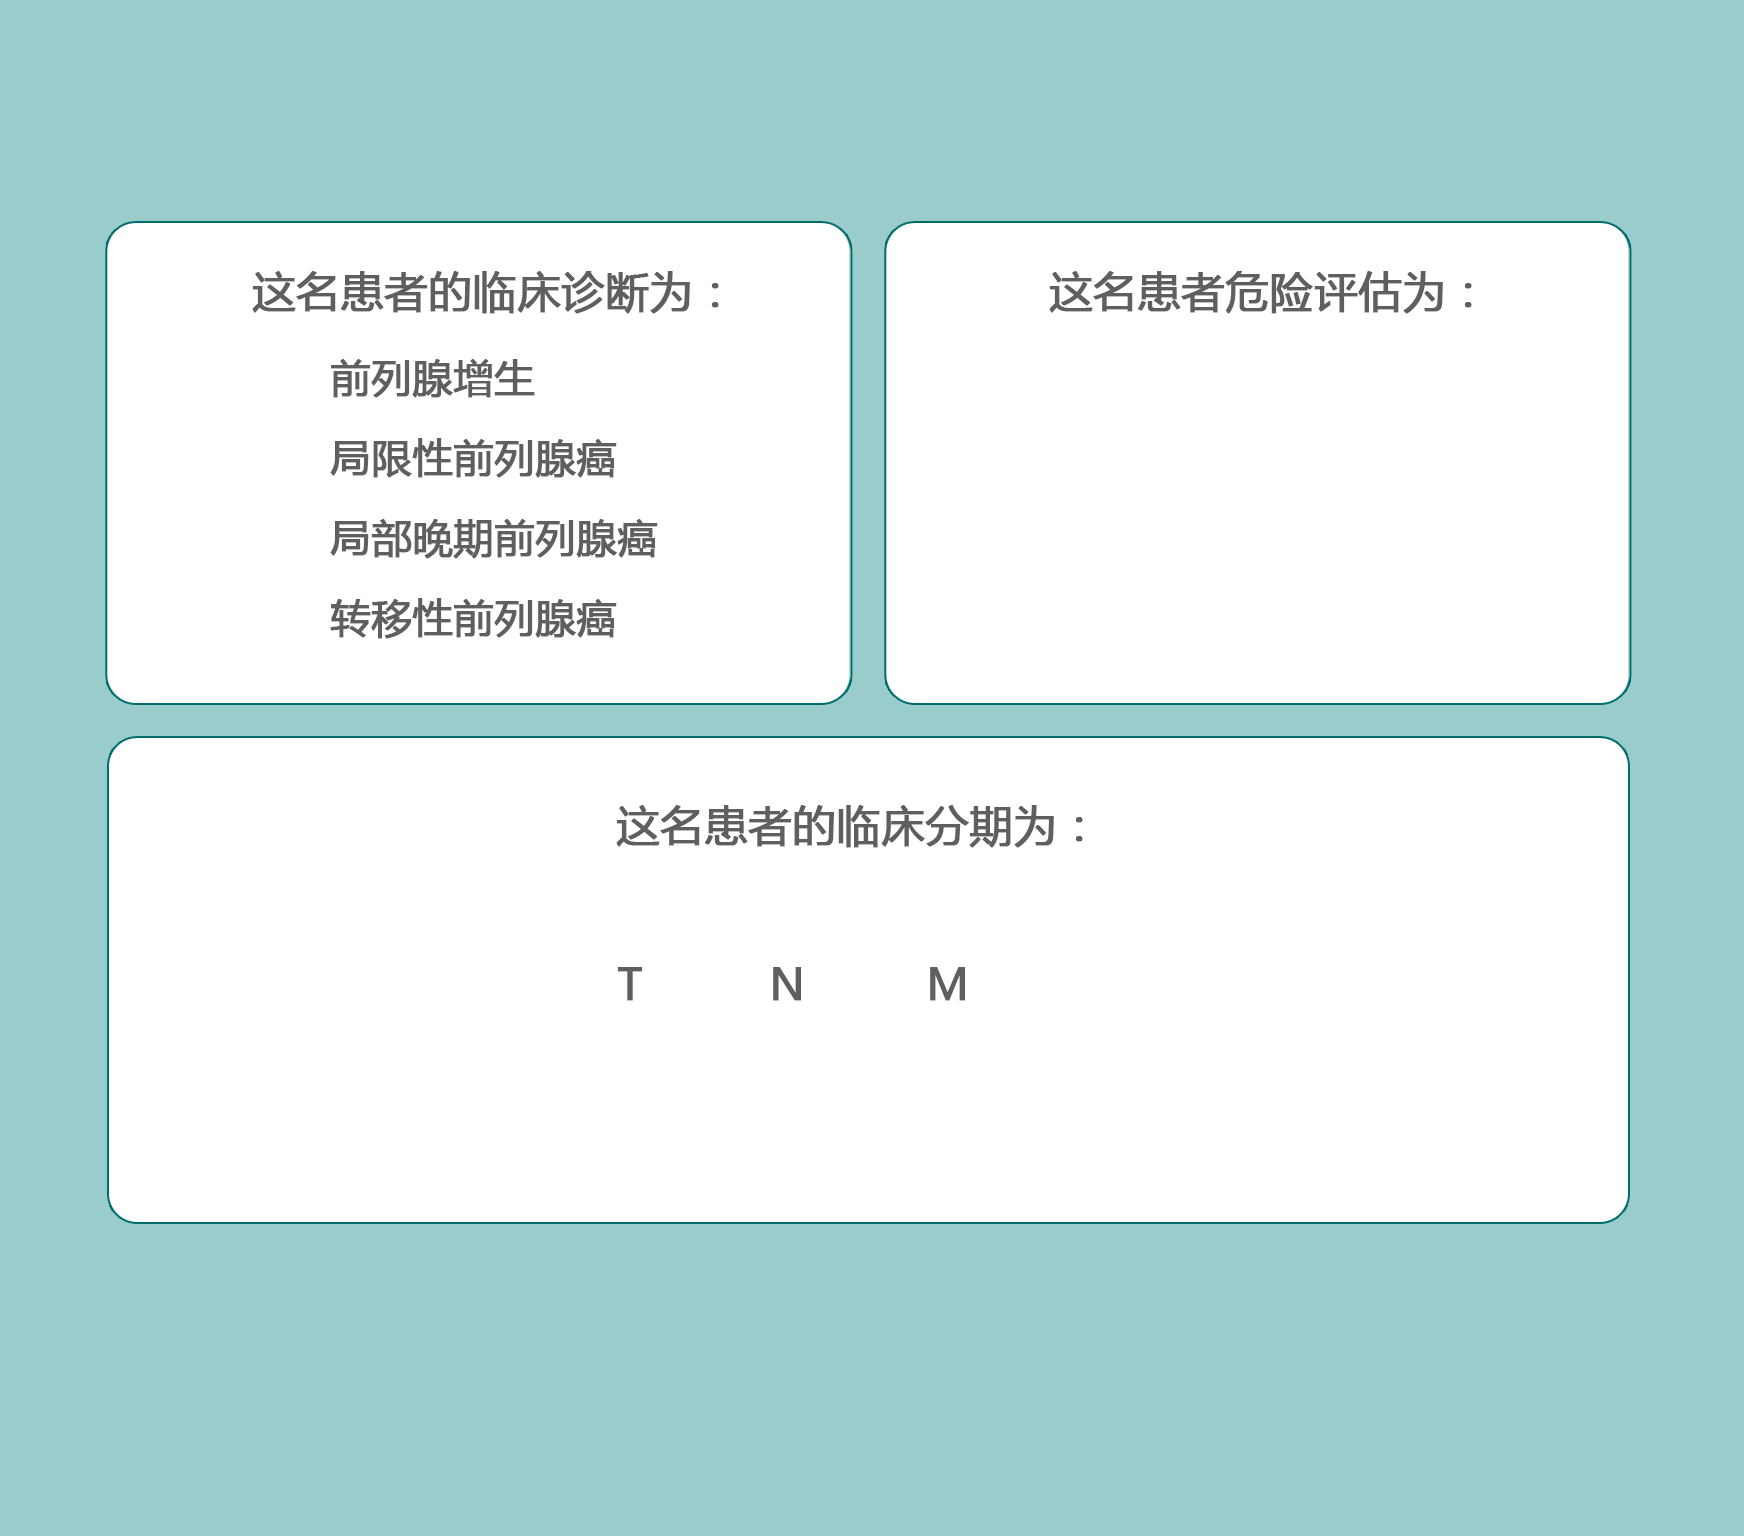 这名患者的临床诊断为：
前列腺增生
局限性前列腺癌
局部晚期前列腺癌
转移性前列腺癌
这名患者危险评估为：
这名患者的临床分期为：
T N M